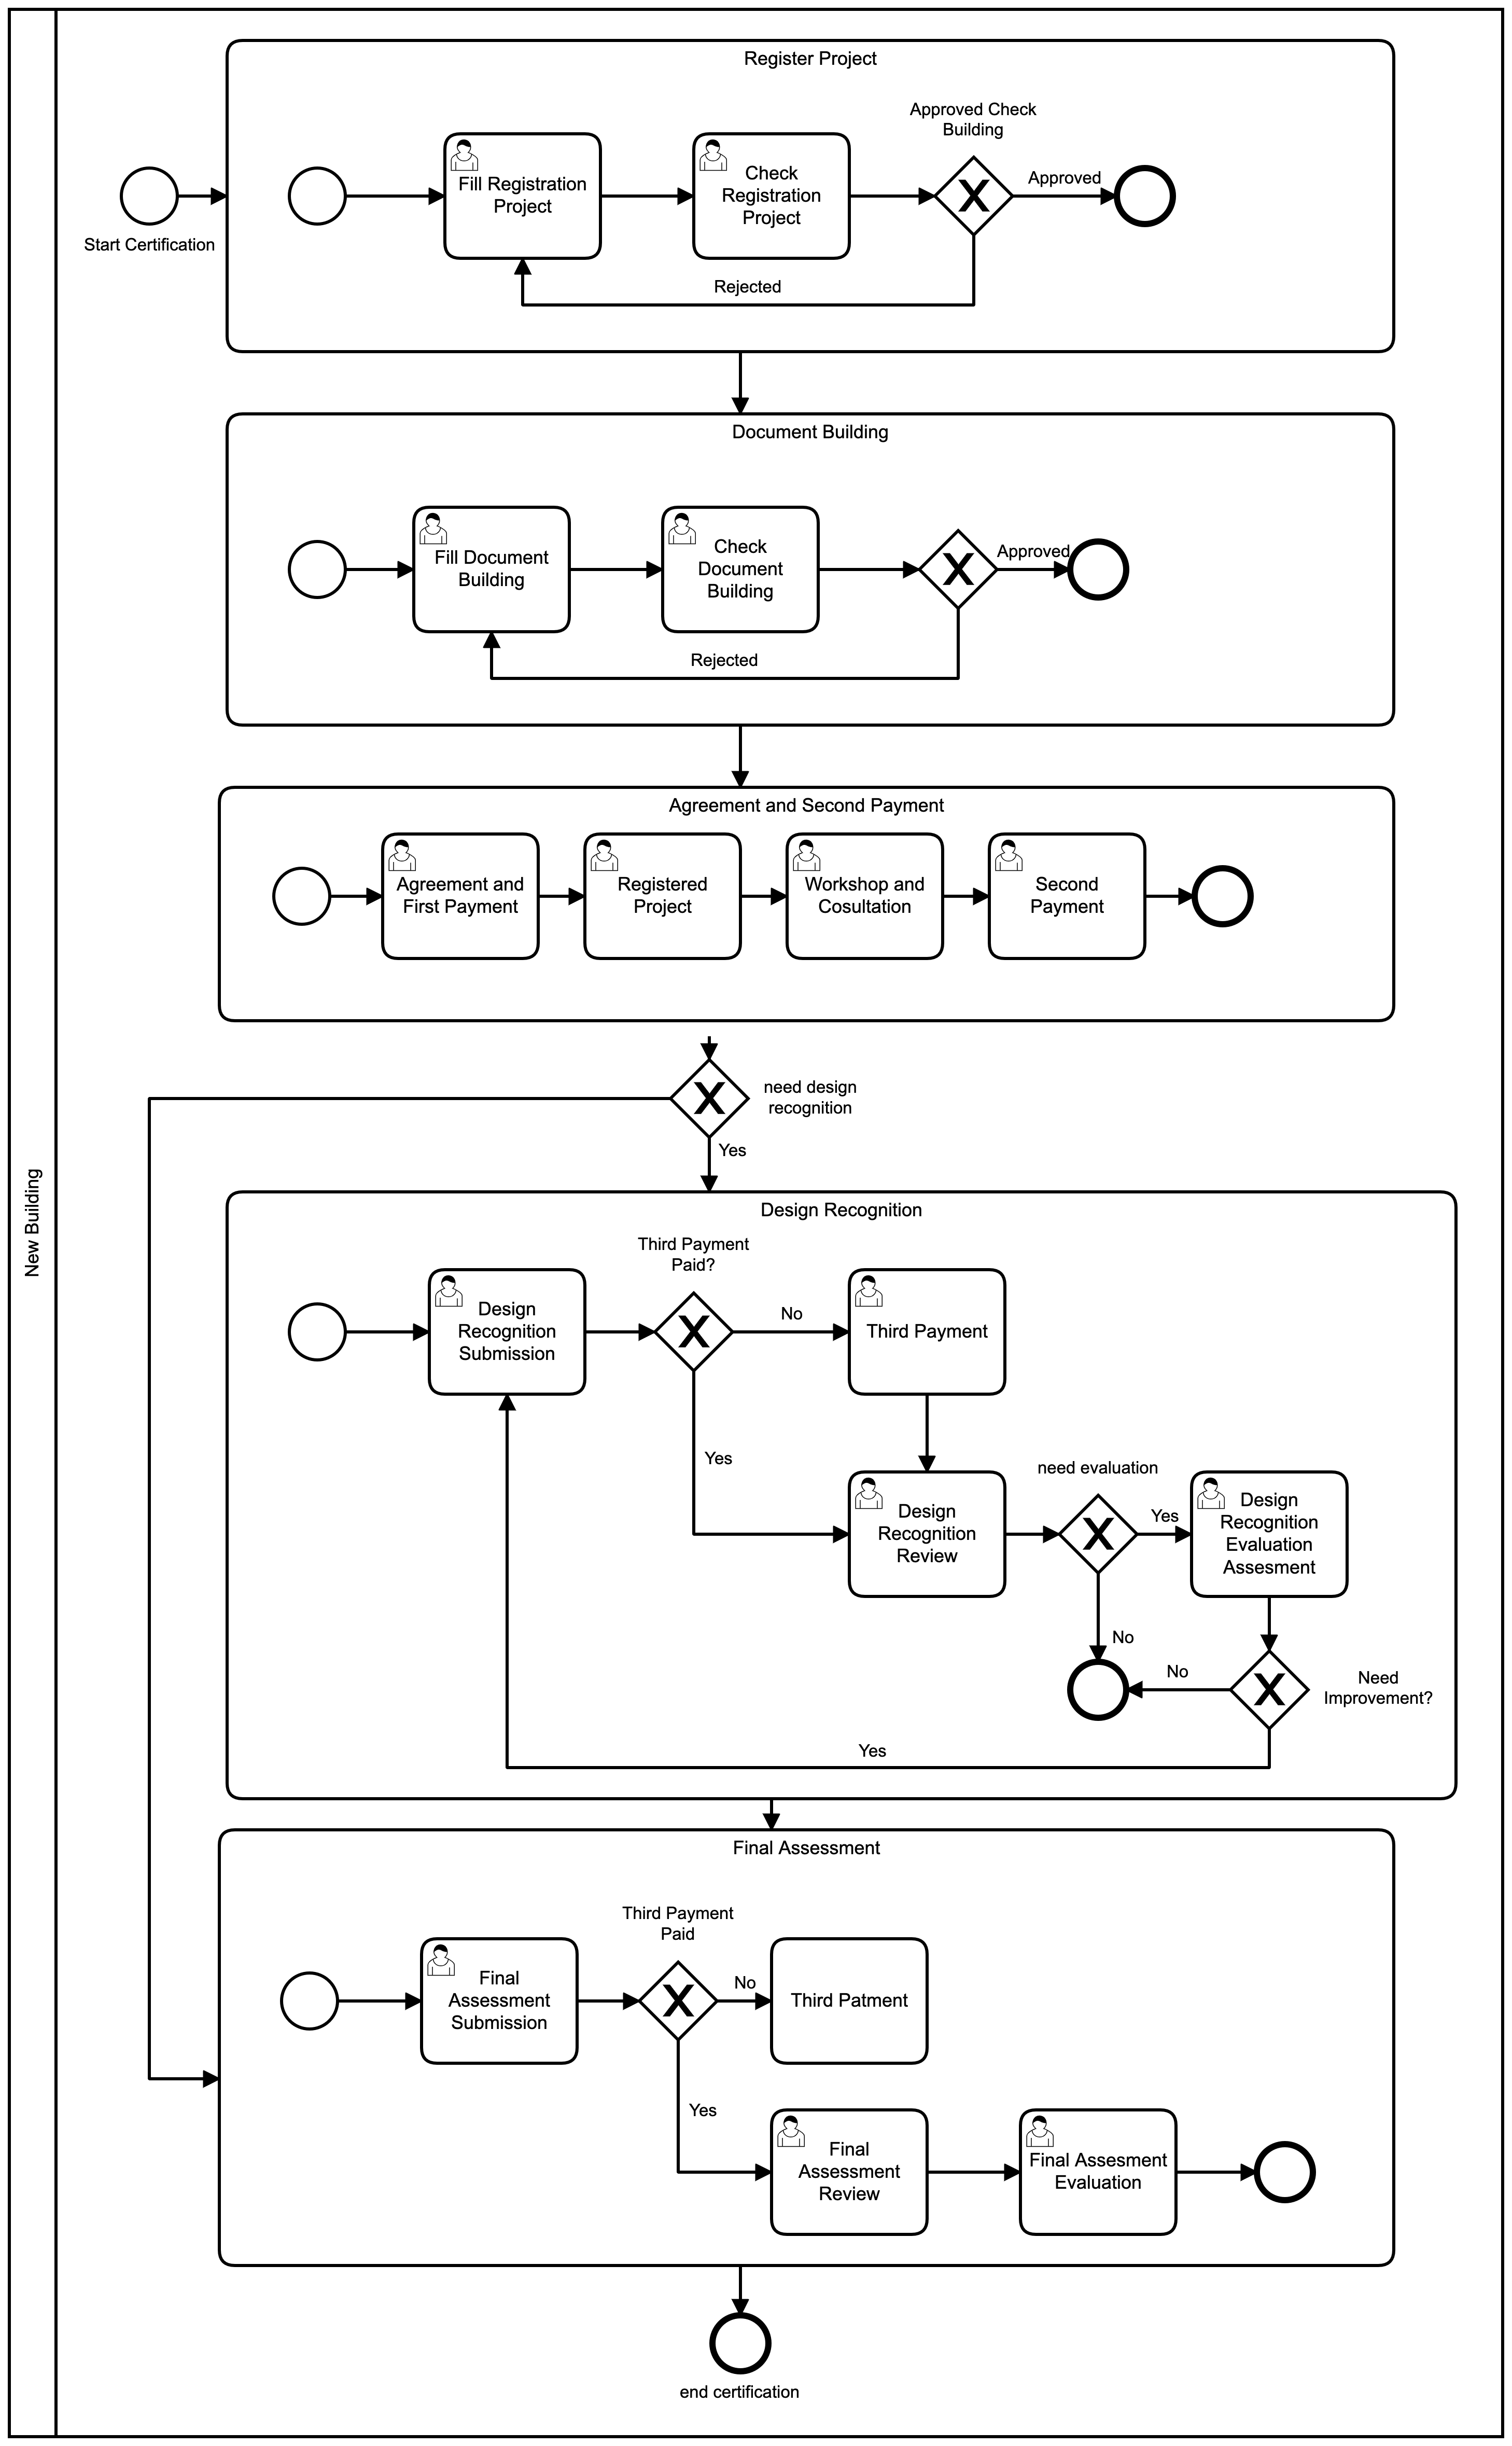 New Building
Register Project
Start Certification
Fill Registration
Project
Check
Registration
Project
Approved Check
Building
Approved
Rejected
Document Building
Fill Document
Building
Check
Document
Building
Approved
Rejected
Agreement and Second Payment
Agreement and
First Payment
Registered
Project
Workshop and
Cosultation
Second
Payment
need design
recognition
Yes
Design Recognition
Design
Recognition
Submission
Third Payment
Paid?
No
Third Payment
Yes
Design
Recognition
Review
need evaluation
Yes
Design
Recognition
Evaluation
Assesment
No
No
Need
Improvement?
Yes
Final Assessment
Final
Assessment
Submission
Third Payment
Paid
No
Third Patment
Yes
Final
Assessment
Review
Final Assesment
Evaluation
end certification